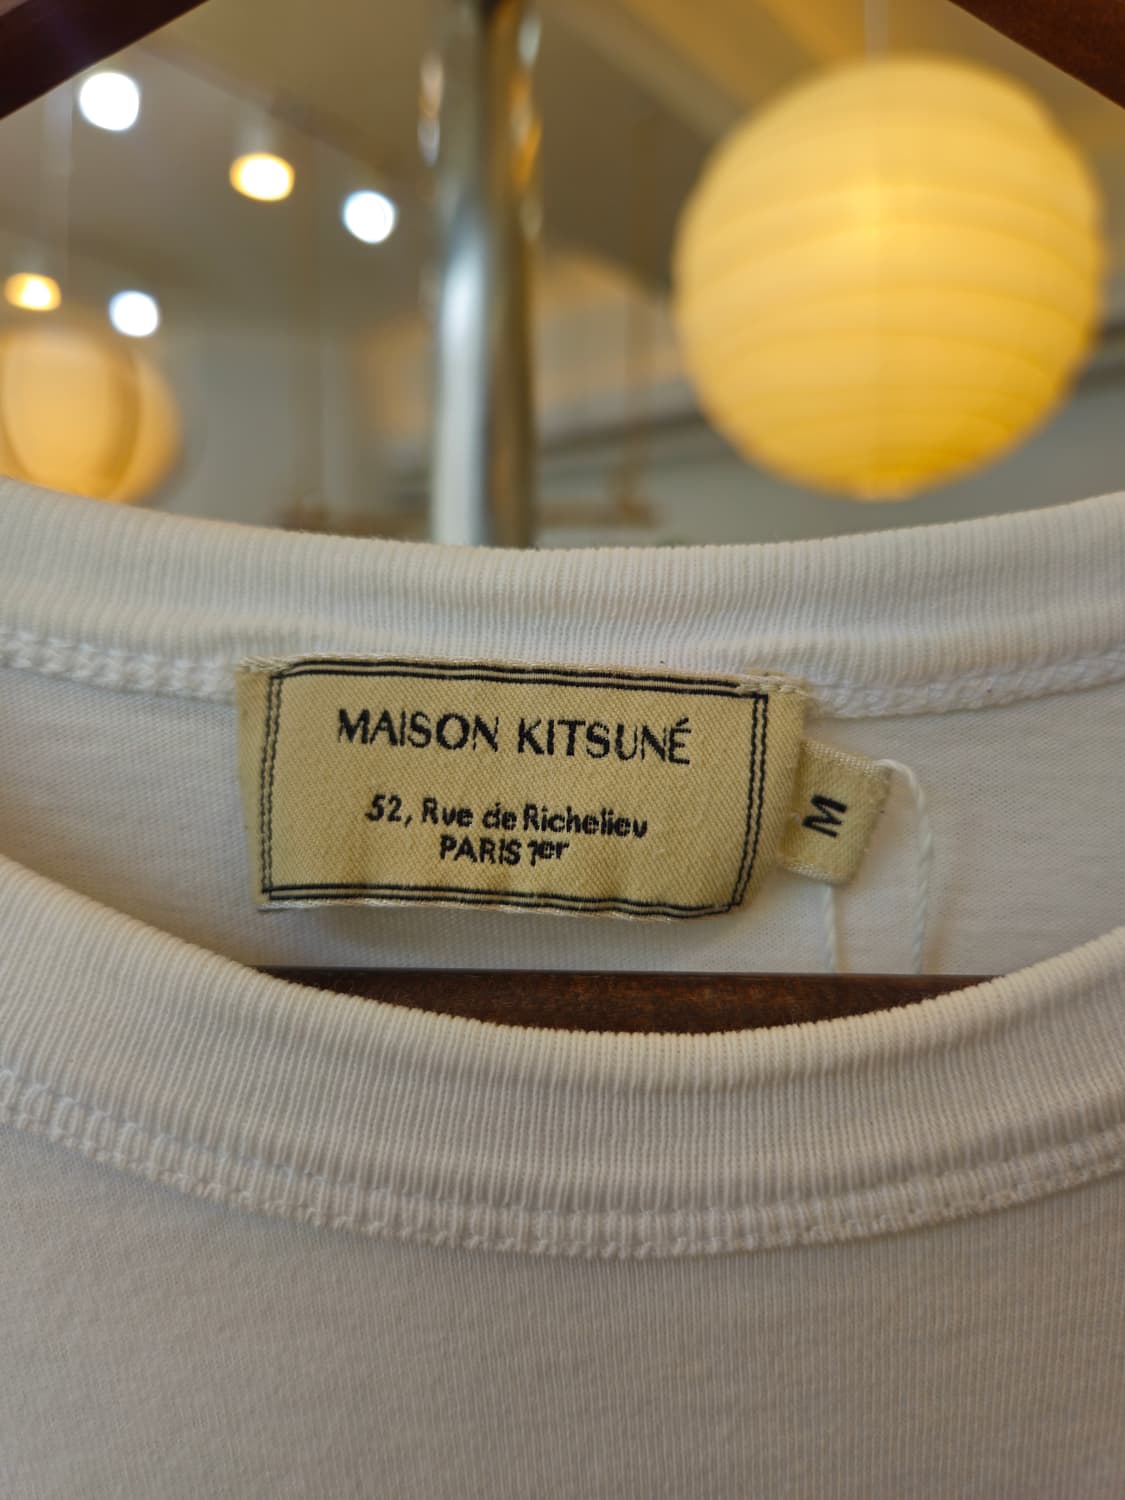 MAISON KITSUNÉ
52, Rue de Richelieu
PARIS 1er
M